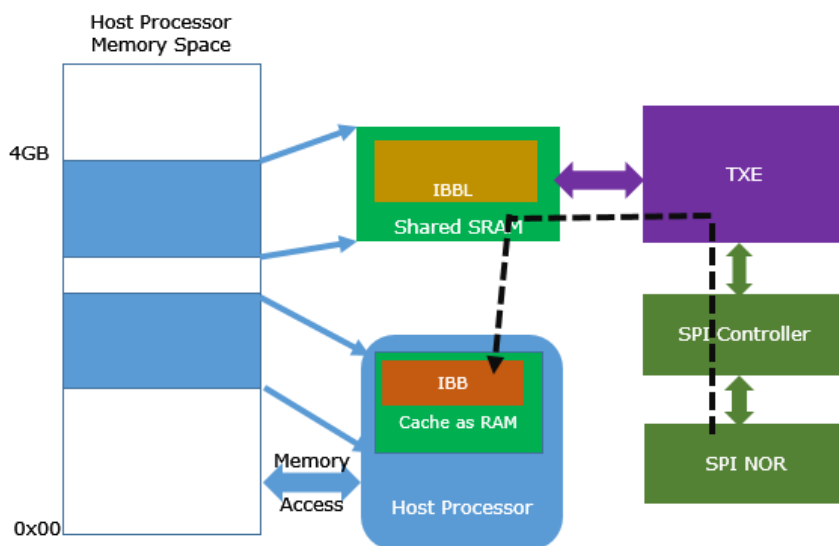 Host Processor
Memory Space
4GB
IBBL
Shared SRAM
TXE
SPI Controller
IBB
Cache as RAM
SPI NOR
Memory
Access
Host Processor
0x00